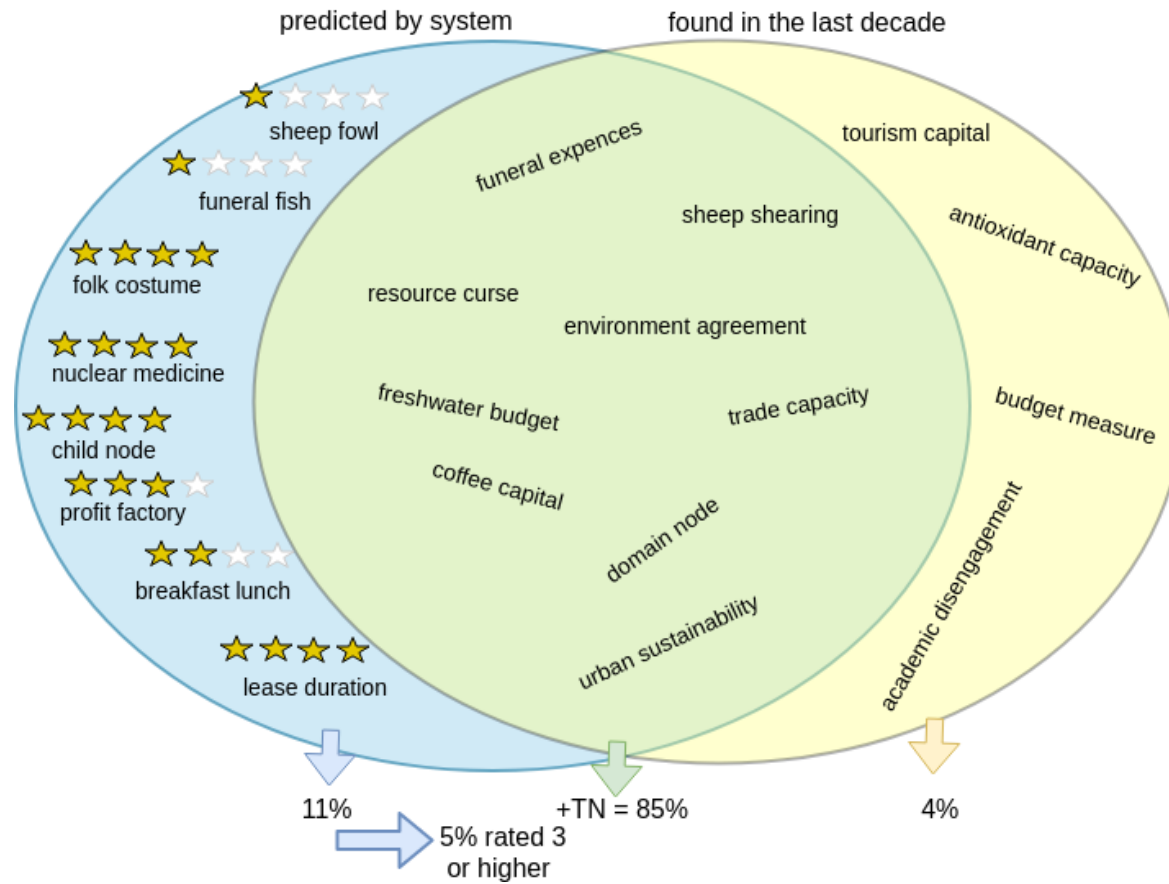 predicted by system
found in the last decade
sheep fowl
funeral fish
folk costume
nuclear medicine
child node
profit factory
breakfast lunch
lease duration
funeral expences
sheep shearing
resource curse
environment agreement
freshwater budget
trade capacity
coffee capital
domain node
urban sustainability
tourism capital
antioxidant capacity
budget measure
academic disengagement
11%
+TN = 85%
4%
5% rated 3
or higher